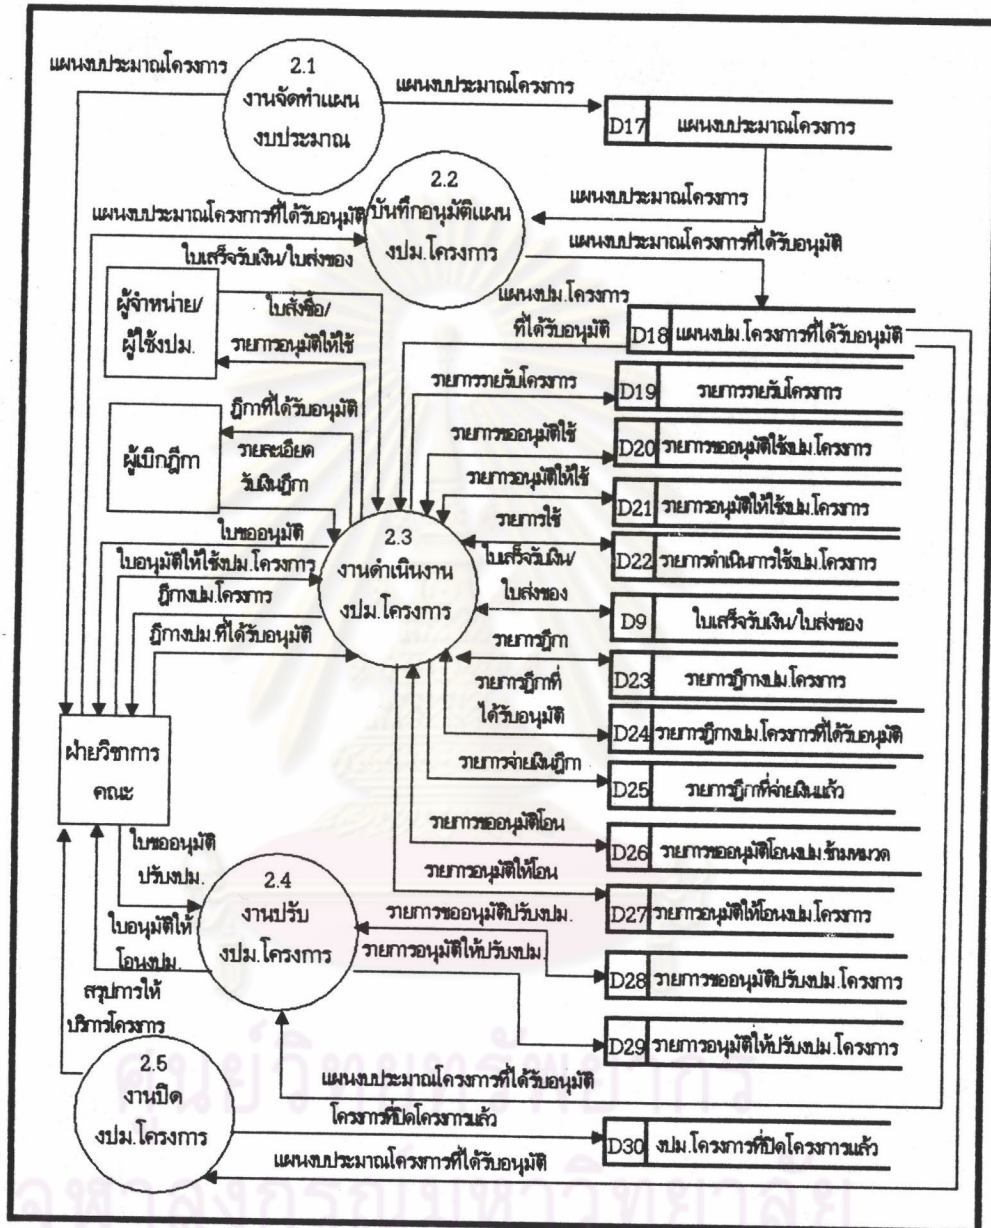 แผนงบประมาณโครงการ
2.1
งานจัดทำแผน
งบประมาณ
แผนงบประมาณโครงการ
D17 แผนงบประมาณโครงการ
2.2
บันทึกอนุมัติแผน
งปม.โครงการ
แผนงบประมาณโครงการ
แผนงบประมาณโครงการที่ได้รับอนุมัติ
แผนงบประมาณโครงการที่ได้รับอนุมัติ
ใบเสร็จรับเงิน/ใบส่งของ
ผู้จำหน่าย/
ผู้ใช้งปม.
ใบสั่งซื้อ/
รายการอนุมัติให้ใช้
แผนงปม.โครงการ
ที่ได้รับอนุมัติ
D18 แผนงปม.โครงการที่ได้รับอนุมัติ
รายการรายรับโครงการ
D19 รายการรายรับโครงการ
ผู้เบิกฎีกา
ฎีกาที่ได้รับอนุมัติ
รายละเอียด
รับเงินฎีกา
รายการขออนุมัติใช้
D20 รายการขออนุมัติใช้งปม.โครงการ
รายการอนุมัติให้ใช้
D21 รายการอนุมัติให้ใช้งปม.โครงการ
รายการใช้
D22 รายการดำเนินการใช้งปม.โครงการ
2.3
งานดำเนินงาน
งปม.โครงการ
ใบเสร็จรับเงิน/
ใบส่งของ
D9 ใบเสร็จรับเงิน/ใบส่งของ
ใบขออนุมัติ
ใบอนุมัติให้ใช้งปม.โครงการ
ฎีกางปม.โครงการ
ฎีกางปม.ที่ได้รับอนุมัติ
รายการฎีกา
D23 รายการฎีกางปม.โครงการ
รายการฎีกาที่
ได้รับอนุมัติ
D24 รายการฎีกางปม.โครงการที่ได้รับอนุมัติ
ฝ่ายวิชาการ
คณะ
รายการจ่ายเงินฎีกา
D25 รายการฎีกาที่จ่ายเงินแล้ว
รายการขออนุมัติโอน
D26 รายการขออนุมัติโอนงปม.ข้ามหมวด
รายการอนุมัติให้โอน
D27 รายการอนุมัติให้โอนงปม.โครงการ
ใบขออนุมัติ
ปรับงปม.
ใบอนุมัติให้
โอนงปม.
2.4
งานปรับ
งปม.โครงการ
รายการขออนุมัติปรับงปม.
D28 รายการขออนุมัติปรับงปม.โครงการ
รายการอนุมัติให้ปรับงปม.
D29 รายการอนุมัติให้ปรับงปม.โครงการ
สรุปการให้
บริการโครงการ
2.5
งานปิด
งปม.โครงการ
แผนงบประมาณโครงการที่ได้รับอนุมัติ
โครงการที่ปิดโครงการแล้ว
D30 งปม.โครงการที่ปิดโครงการแล้ว
แผนงบประมาณโครงการที่ได้รับอนุมัติ
ศูนย์วิทยทรัพยากร
จุฬาลงกรณ์มหาวิทยาลัย